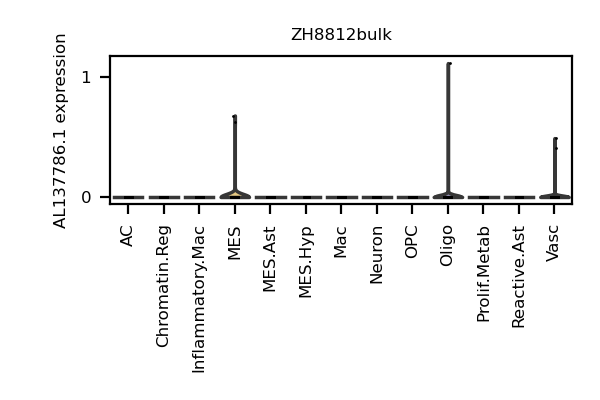 ZH8812bulk
AL137786.1 expression
1
0
AC
Chromatin.Reg
Inflammatory.Mac
MES
MES.Ast
MES.Hyp
Mac
Neuron
OPC
Oligo
Prolif.Metab
Reactive.Ast
Vasc